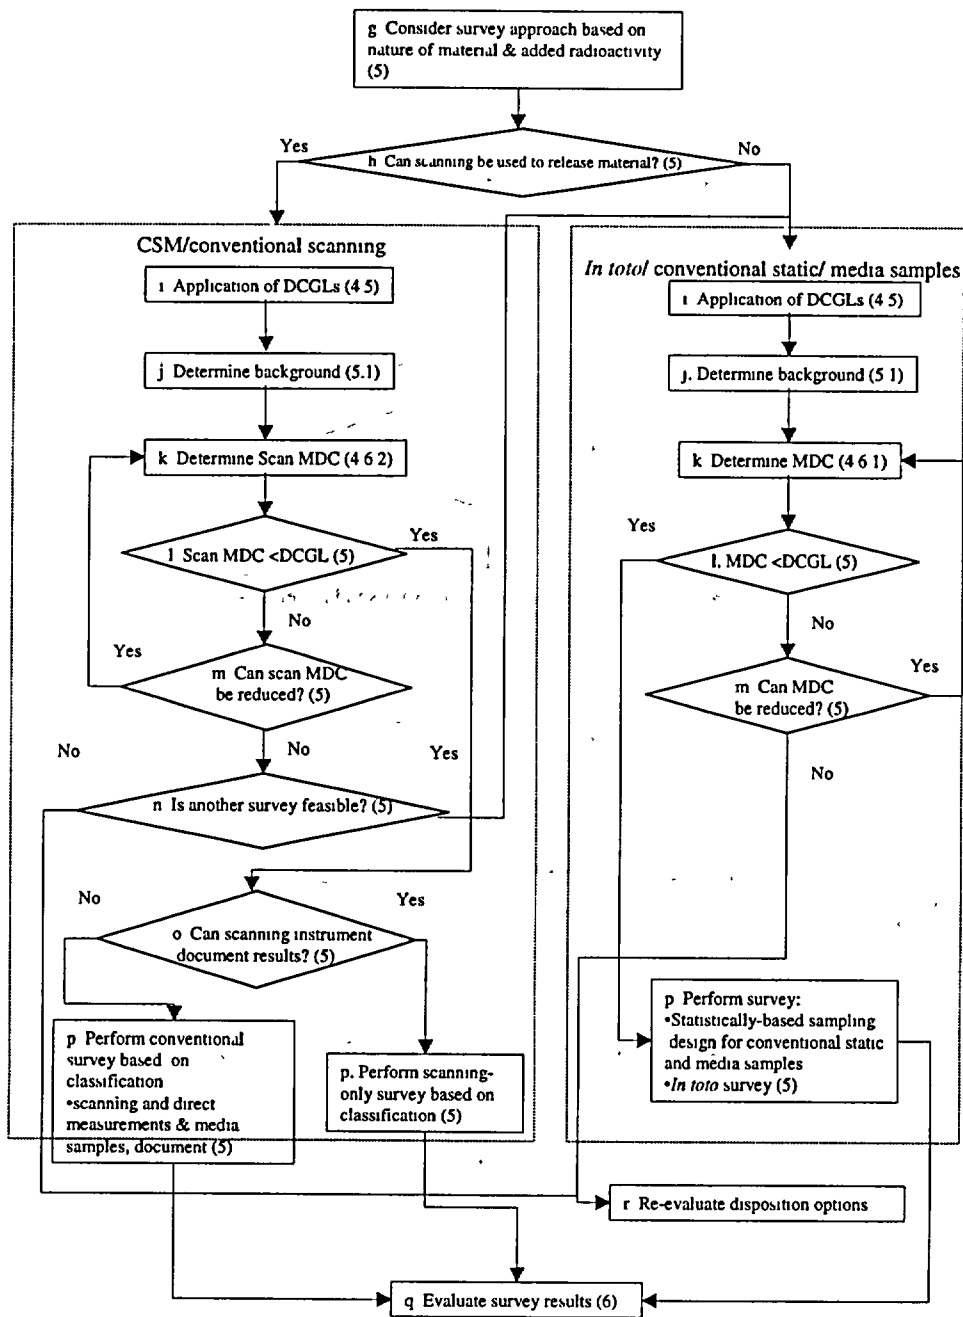 g Consider survey approach based on
nature of material & added radioactivity
(5)
Yes
No
h Can scanning be used to release material? (5)
CSM/conventional scanning
ı Application of DCGLs (4 5)
j Determine background (5.1)
k Determine Scan MDC (4 6 2)
Yes
l Scan MDC <DCGL (5)
No
Yes
m Can scan MDC
be reduced? (5)
No
No
Yes
n Is another survey feasible? (5)
No
Yes
o Can scanning instrument
document results? (5)
p Perform conventional
survey based on
classification
•scanning and direct
measurements & media
samples, document (5)
p. Perform scanning-
only survey based on
classification (5)
In toto/ conventional static/ media samples
ı Application of DCGLs (4 5)
j. Determine background (5 1)
k Determine MDC (4 6 1)
Yes
l. MDC <DCGL (5)
No
Yes
m Can MDC
be reduced? (5)
No
p Perform survey:
•Statistically-based sampling
design for conventional static
and media samples
•In toto survey (5)
r Re-evaluate disposition options
q Evaluate survey results (6)